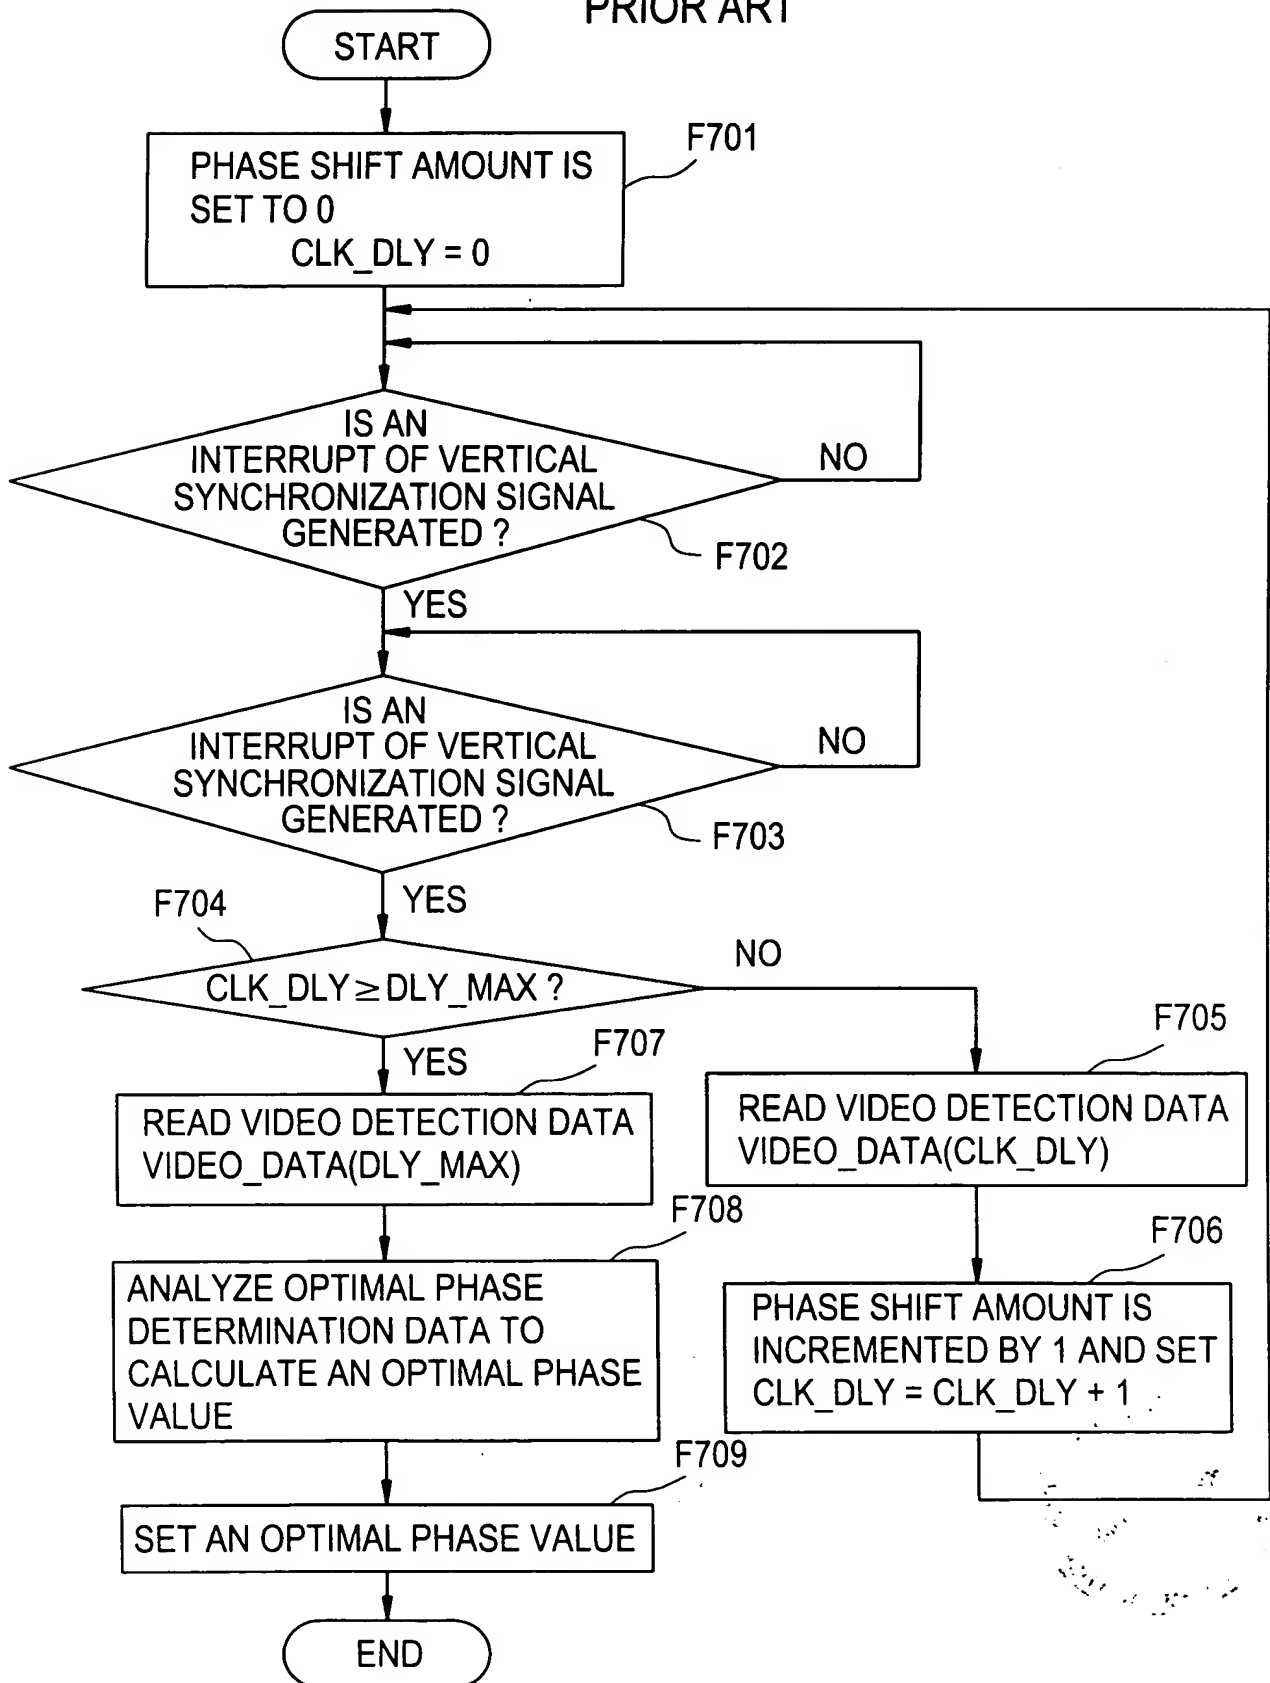 PRIOR ART
START
F701
PHASE SHIFT AMOUNT IS
SET TO 0
CLK_DLY = 0
IS AN
INTERRUPT OF VERTICAL
SYNCHRONIZATION SIGNAL
GENERATED ?
NO
F702
YES
IS AN
INTERRUPT OF VERTICAL
SYNCHRONIZATION SIGNAL
GENERATED ?
NO
F703
YES
F704
CLK_DLY ≥ DLY_MAX ?
NO
YES
F707
READ VIDEO DETECTION DATA
VIDEO_DATA(DLY_MAX)
F705
READ VIDEO DETECTION DATA
VIDEO_DATA(CLK_DLY)
F708
ANALYZE OPTIMAL PHASE
DETERMINATION DATA TO
CALCULATE AN OPTIMAL PHASE
VALUE
F706
PHASE SHIFT AMOUNT IS
INCREMENTED BY 1 AND SET
CLK_DLY = CLK_DLY + 1
F709
SET AN OPTIMAL PHASE VALUE
END